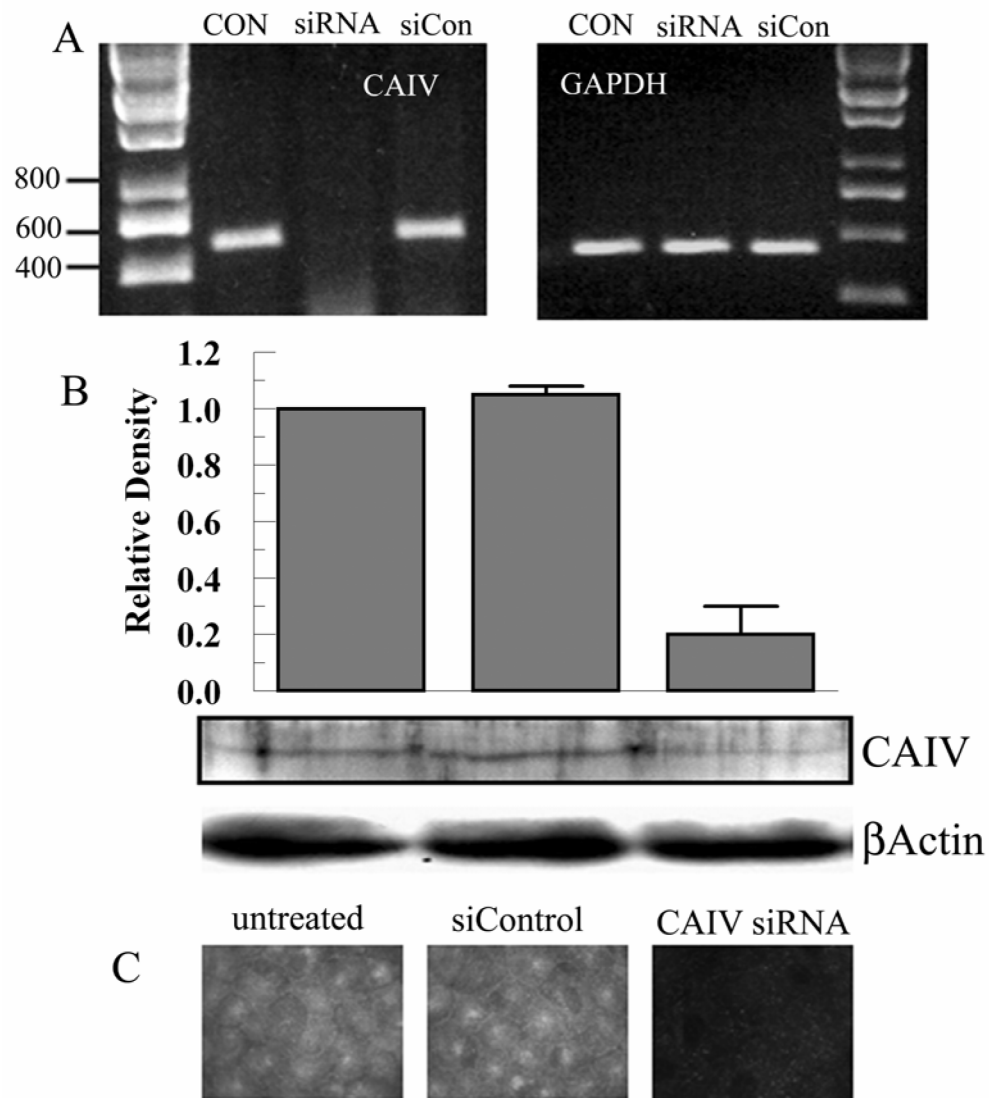 A
CON siRNA siCon
CON siRNA siCon
CAIV
GAPDH
800
600
400
B
Relative Density
1.2
1.0
0.8
0.6
0.4
0.2
0.0
CAIV
βActin
untreated siControl CAIV siRNA
C